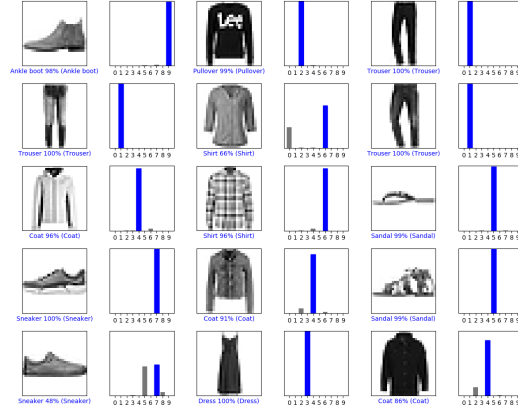 Lee
Ankle boot 98% (Ankle boot)
0 1 2 3 4 5 6 7 8 9
Pullover 99% (Pullover)
0 1 2 3 4 5 6 7 8 9
Trouser 100% (Trouser)
0 1 2 3 4 5 6 7 8 9
Trouser 100% (Trouser)
0 1 2 3 4 5 6 7 8 9
Shirt 66% (Shirt)
0 1 2 3 4 5 6 7 8 9
Trouser 100% (Trouser)
0 1 2 3 4 5 6 7 8 9
Coat 96% (Coat)
0 1 2 3 4 5 6 7 8 9
Shirt 96% (Shirt)
0 1 2 3 4 5 6 7 8 9
Sandal 99% (Sandal)
0 1 2 3 4 5 6 7 8 9
Sneaker 100% (Sneaker)
0 1 2 3 4 5 6 7 8 9
Coat 91% (Coat)
0 1 2 3 4 5 6 7 8 9
Sandal 99% (Sandal)
0 1 2 3 4 5 6 7 8 9
Sneaker 48% (Sneaker)
0 1 2 3 4 5 6 7 8 9
Dress 100% (Dress)
0 1 2 3 4 5 6 7 8 9
Coat 86% (Coat)
0 1 2 3 4 5 6 7 8 9